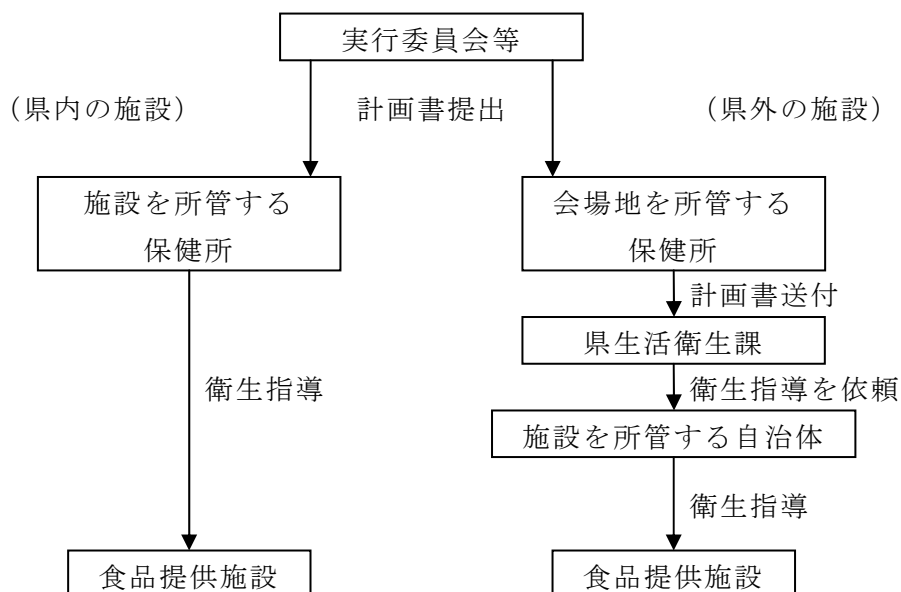 実行委員会等
（県内の施設）
計画書提出
（県外の施設）
施設を所管する
保健所
会場地を所管する
保健所
計画書送付
県生活衛生課
衛生指導
衛生指導を依頼
施設を所管する自治体
衛生指導
食品提供施設
食品提供施設